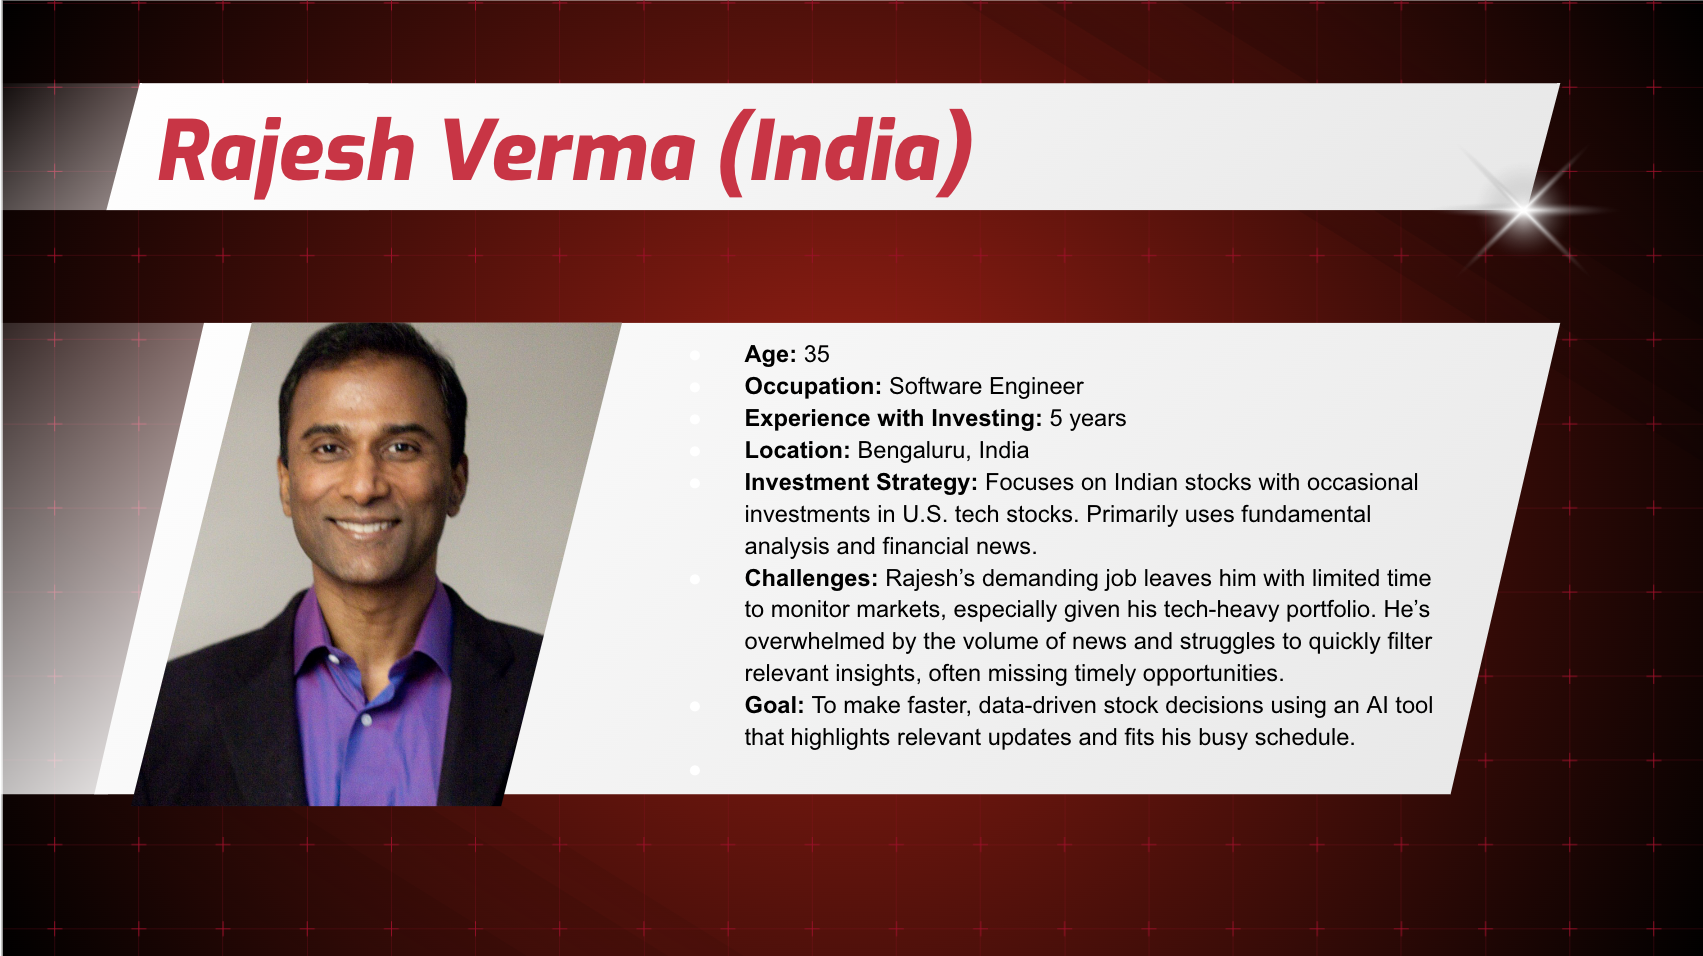 Rajesh Verma (India)
Age: 35
Occupation: Software Engineer
Experience with Investing: 5 years
Location: Bengaluru, India
Investment Strategy: Focuses on Indian stocks with occasional
investments in U.S. tech stocks. Primarily uses fundamental
analysis and financial news.
Challenges: Rajesh’s demanding job leaves him with limited time
to monitor markets, especially given his tech-heavy portfolio. He’s
overwhelmed by the volume of news and struggles to quickly filter
relevant insights, often missing timely opportunities.
Goal: To make faster, data-driven stock decisions using an AI tool
that highlights relevant updates and fits his busy schedule.